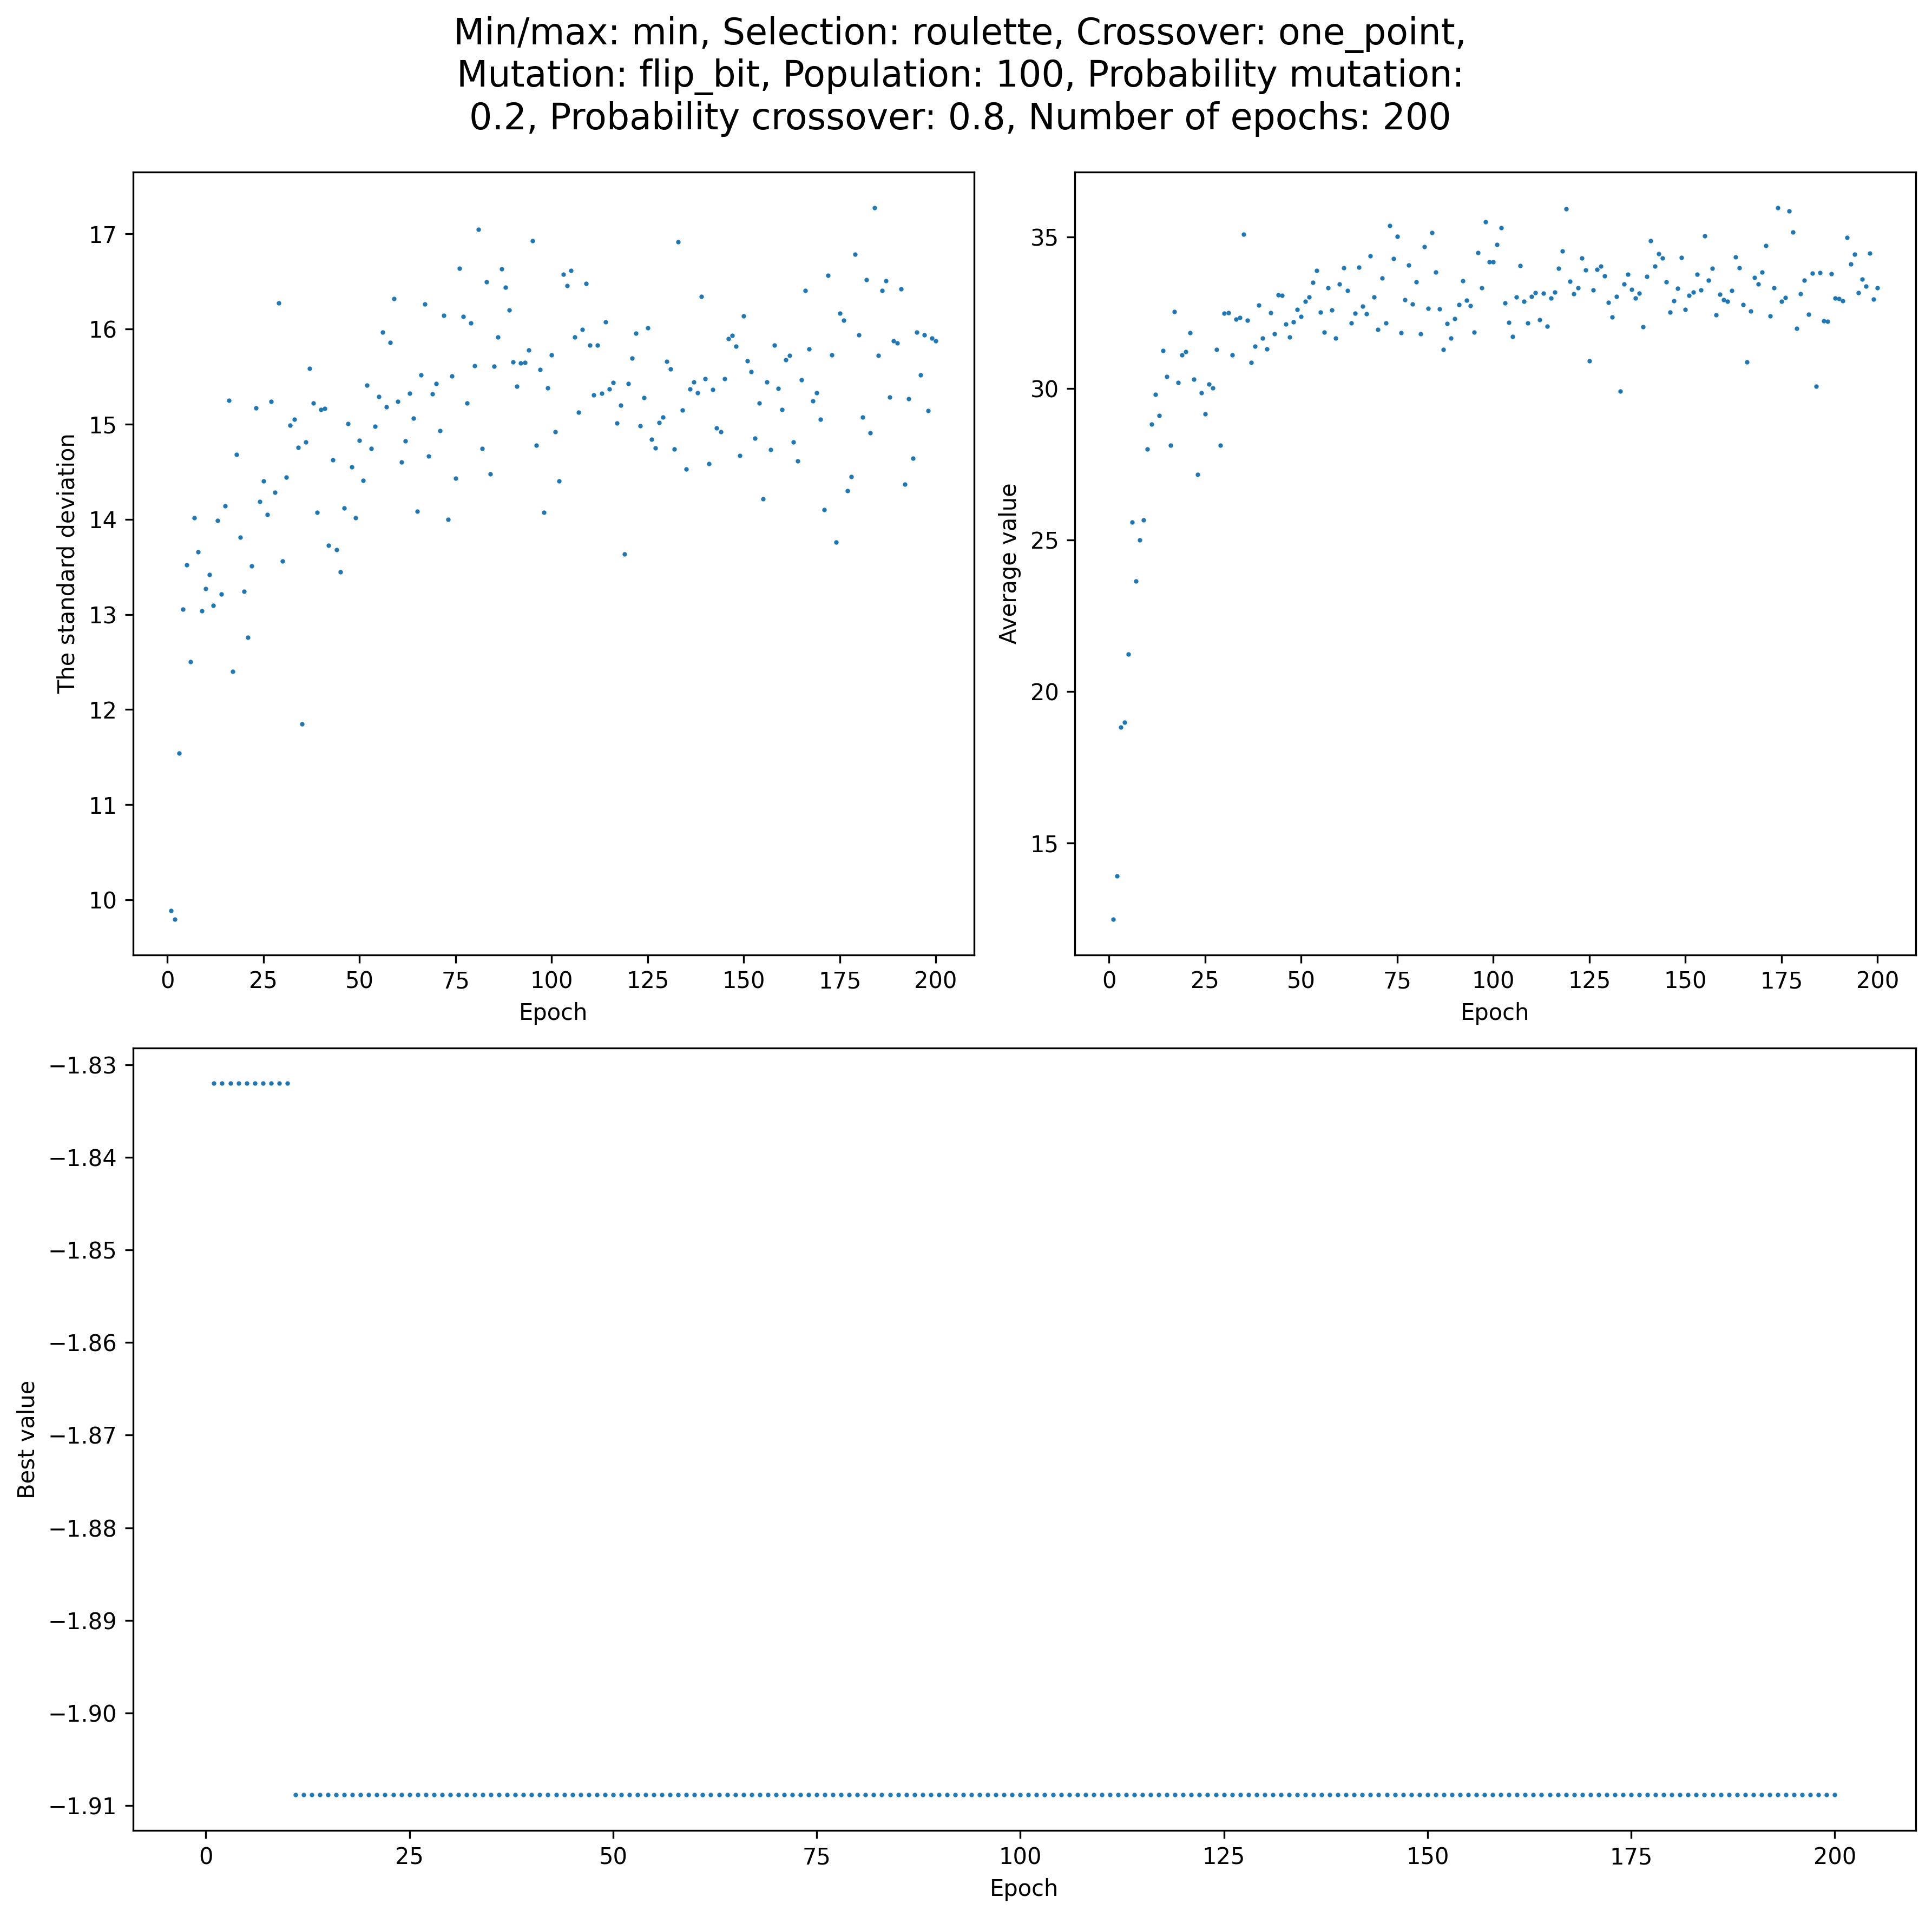 Min/max: min, Selection: roulette, Crossover: one_point,
Mutation: flip_bit, Population: 100, Probability mutation:
0.2, Probability crossover: 0.8, Number of epochs: 200
17
16
15
14
13
12
11
10
The standard deviation
0 25 50 75 100 125 150 175 200
Epoch
35
30
25
20
15
Average value
0 25 50 75 100 125 150 175 200
Epoch
−1.83
−1.84
−1.85
−1.86
−1.87
−1.88
−1.89
−1.90
−1.91
Best value
0 25 50 75 100 125 150 175 200
Epoch